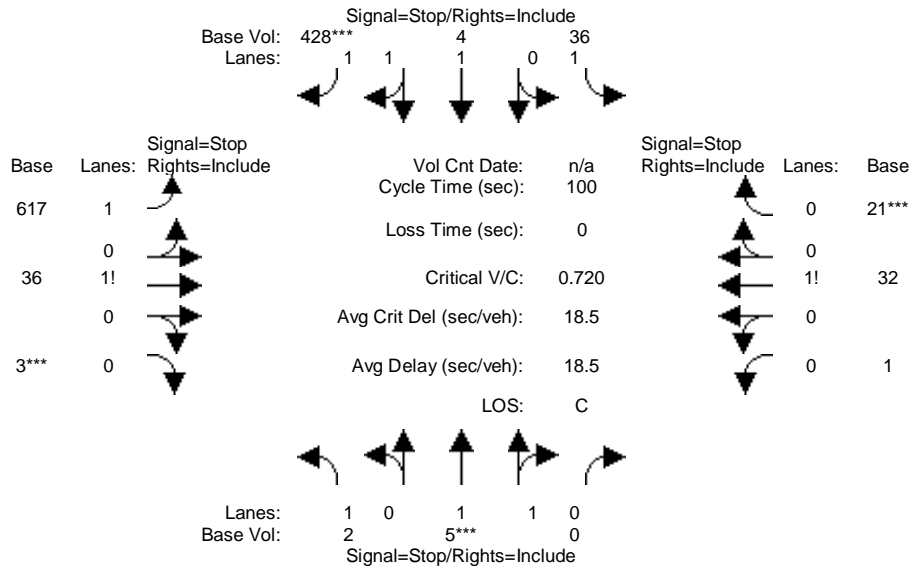 Signal=Stop/Rights=Include
Base Vol: 428*** 4 36
Lanes: 1 1 1 0 1
Signal=Stop Signal=Stop
Base Lanes: Rights=Include Vol Cnt Date: n/a Rights=Include Lanes: Base
Cycle Time (sec): 100
617 1 0 21***
Loss Time (sec): 0
0 0
36 1! Critical V/C: 0.720 1! 32
0 Avg Crit Del (sec/veh): 18.5 0
3*** 0 Avg Delay (sec/veh): 18.5 0 1
LOS: C
Lanes: 1 0 1 1 0
Base Vol: 2 5*** 0
Signal=Stop/Rights=Include